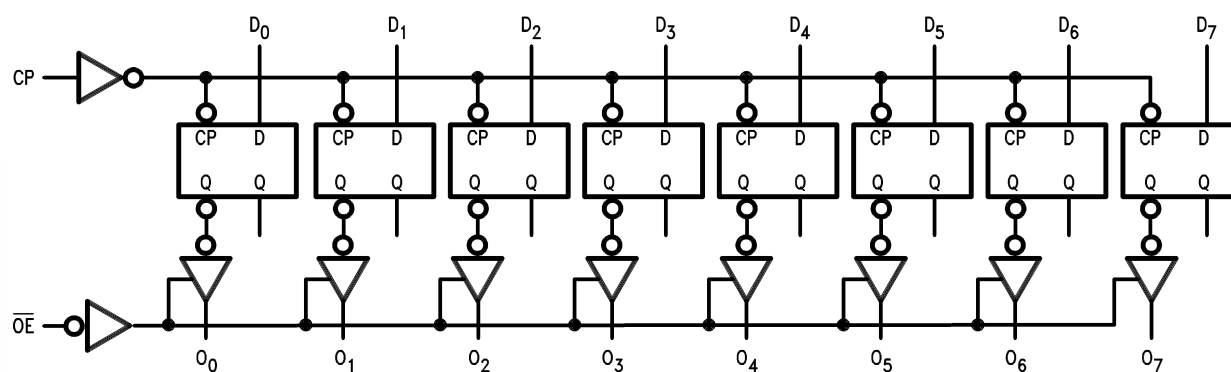 D₀ D₁ D₂ D₃ D₄ D₅ D₆ D₇
CP
CP D CP D CP D CP D CP D CP D CP D CP D
Q Q Q Q Q Q Q Q Q Q Q Q Q Q Q Q
O̅E̅
O₀ O₁ O₂ O₃ O₄ O₅ O₆ O₇